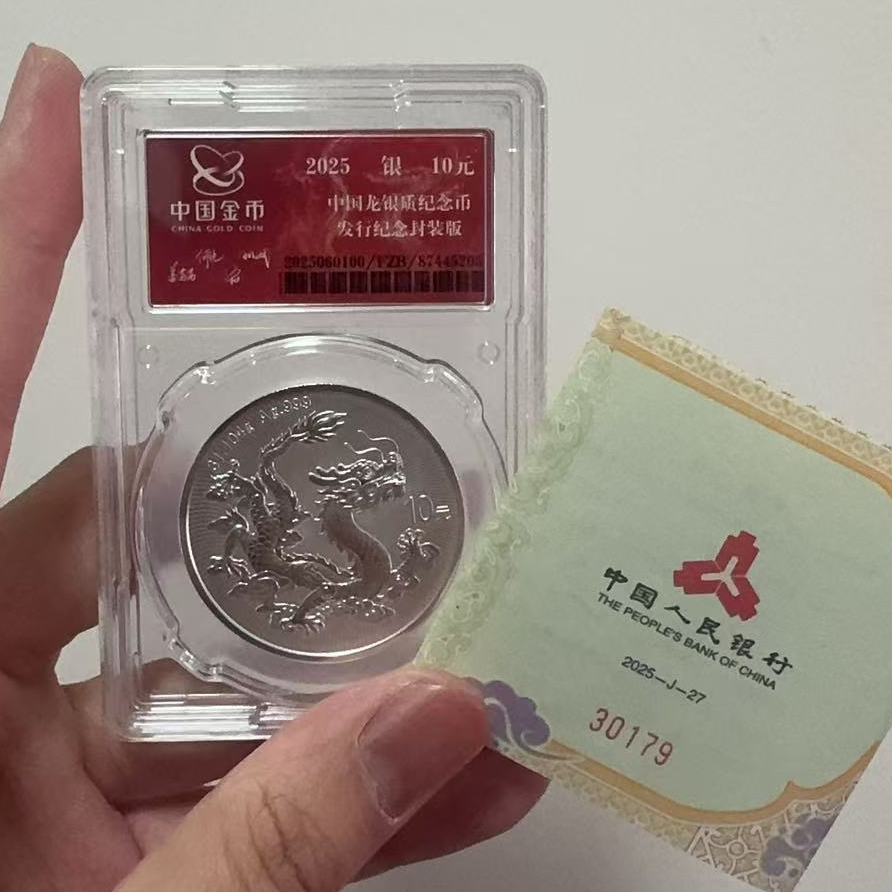 中国金币
CHINA GOLD COIN
2025 银 10元
中国龙银质纪念币
发行纪念封装版
Ag.999
10元
中国人民银行
THE PEOPLE'S BANK OF CHINA
2025-J-27
30179